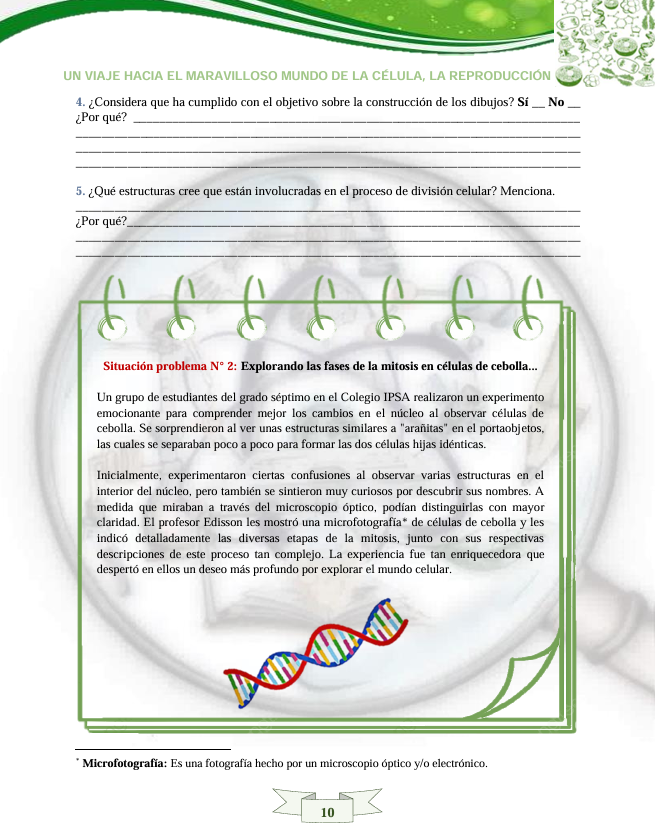 UN VIAJE HACIA EL MARAVILLOSO MUNDO DE LA CÉLULA, LA REPRODUCCIÓN
4. ¿Considera que ha cumplido con el objetivo sobre la construcción de los dibujos? Sí __ No __
¿Por qué? ____
5. ¿Qué estructuras cree que están involucradas en el proceso de división celular? Menciona.
¿Por qué?____
Situación problema N° 2: Explorando las fases de la mitosis en células de cebolla...
Un grupo de estudiantes del grado séptimo en el Colegio IPSA realizaron un experimento
emocionante para comprender mejor los cambios en el núcleo al observar células de
cebolla. Se sorprendieron al ver unas estructuras similares a "arañitas" en el portaobjetos,
las cuales se separaban poco a poco para formar las dos células hijas idénticas.
Inicialmente, experimentaron ciertas confusiones al observar varias estructuras en el
interior del núcleo, pero también se sintieron muy curiosos por descubrir sus nombres. A
medida que miraban a través del microscopio óptico, podían distinguirlas con mayor
claridad. El profesor Edisson les mostró una microfotografía* de células de cebolla y les
indicó detalladamente las diversas etapas de la mitosis, junto con sus respectivas
descripciones de este proceso tan complejo. La experiencia fue tan enriquecedora que
despertó en ellos un deseo más profundo por explorar el mundo celular.
* Microfotografía: Es una fotografía hecho por un microscopio óptico y/o electrónico.
10